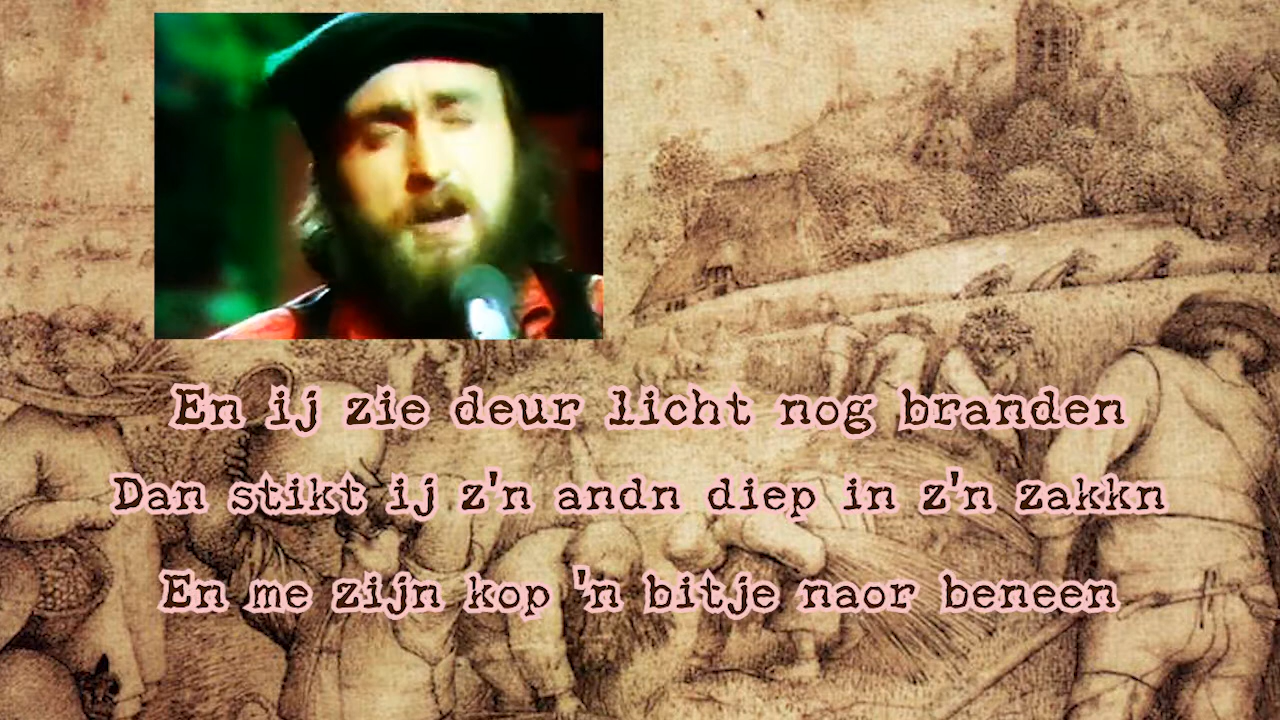 En ij zie deur licht nog branden
Dan stikt ij z'n andn diep in z'n zakkn
En me zijn kop 'n bitje naor beneen